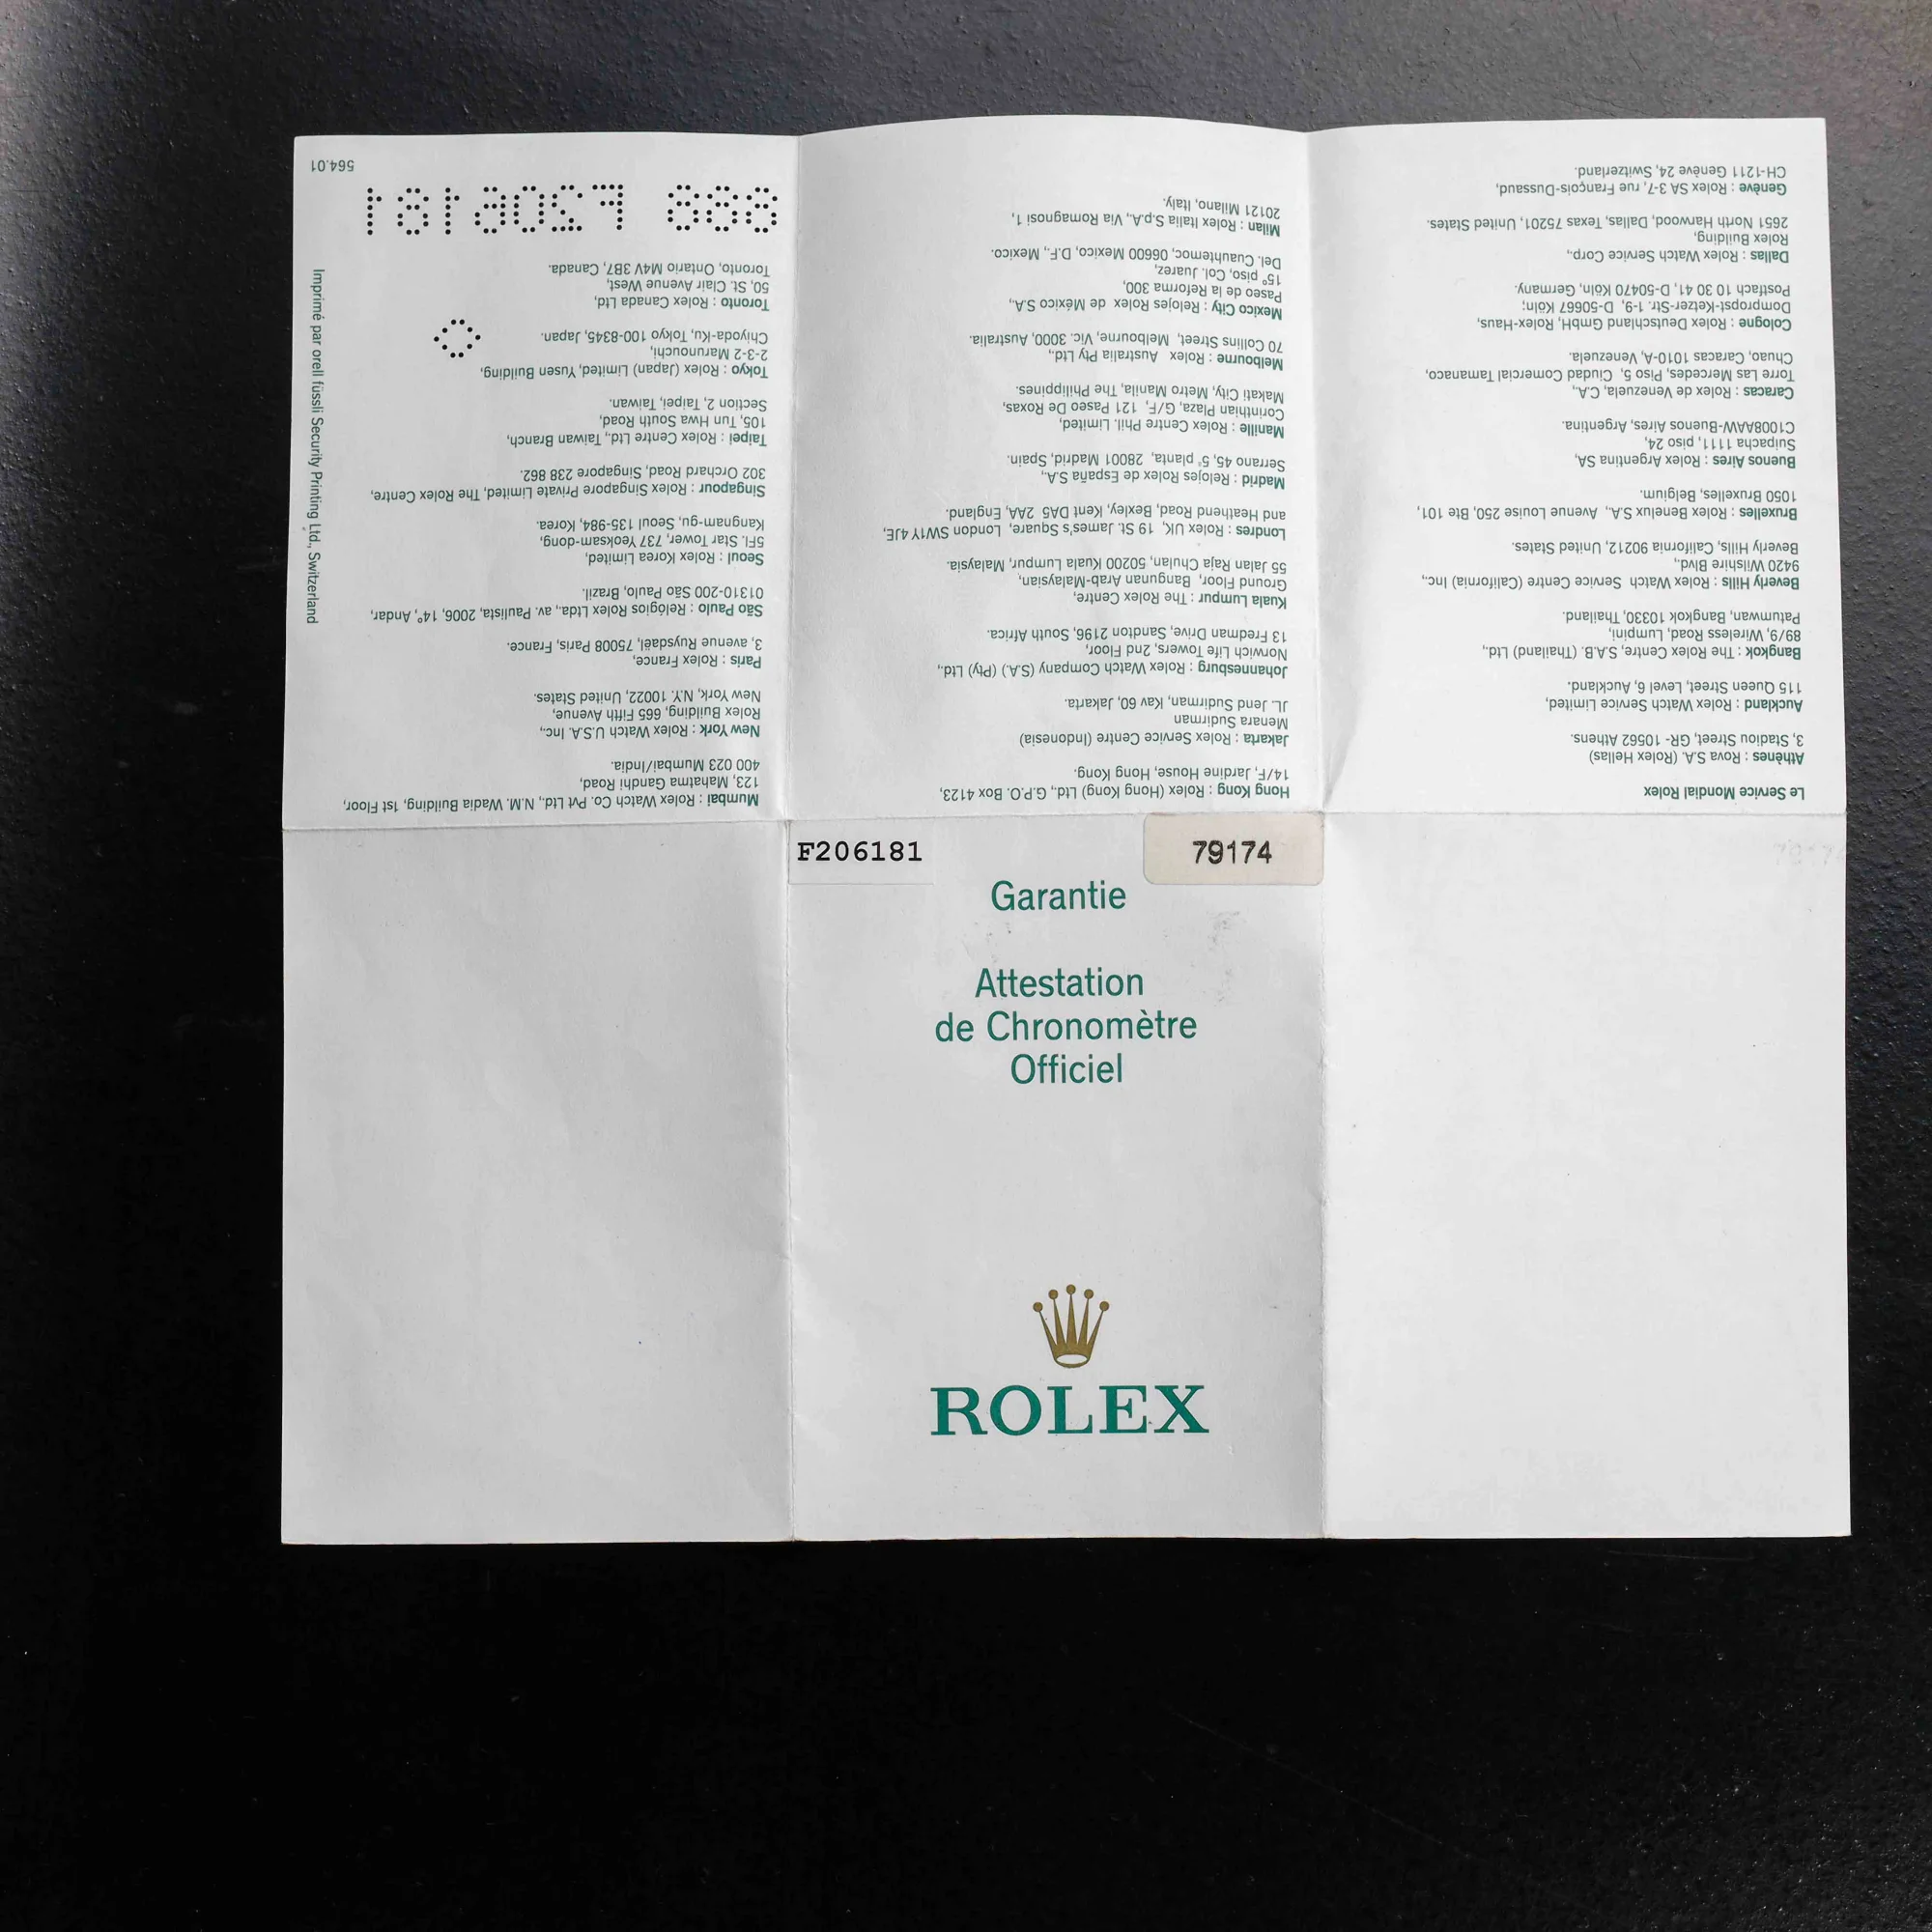 Le Service Mondial Rolex
Athènes : Rova S.A. (Rolex Hellas)
3, Stadiou Street, GR- 10562 Athens.
Auckland : Rolex Watch Service Limited,
115 Queen Street, Level 6, Auckland.
Bangkok : The Rolex Centre, S.A.B. (Thailand) Ltd.,
89/9, Wireless Road, Lumpini,
Patumwan, Bangkok 10330, Thailand.
Beverly Hills : Rolex Watch Service Centre (California) Inc.,
9420 Wilshire Blvd.,
Beverly Hills, California 90212, United States.
Bruxelles : Rolex Benelux S.A., Avenue Louise 250, Bte 101,
1050 Bruxelles, Belgium.
Buenos Aires : Rolex Argentina SA,
Suipacha 1111, piso 24,
C1008AAW-Buenos Aires, Argentina.
Caracas : Rolex de Venezuela, C.A.,
Torre Las Mercedes, Piso 5, Ciudad Comercial Tamanaco,
Chuao, Caracas 1010-A, Venezuela.
Cologne : Rolex Deutschland GmbH, Rolex-Haus,
Dompropst-Ketzer-Str. 1-9, D-50667 Köln;
Postfach 10 30 41, D-50470 Köln, Germany.
Dallas : Rolex Watch Service Corp.,
Rolex Building,
2651 North Harwood, Dallas, Texas 75201, United States.
Genève : Rolex SA 3-7, rue François-Dussaud,
CH-1211 Genève 24, Switzerland.
Hong Kong : Rolex (Hong Kong) Ltd., G.P.O. Box 4123,
14/F, Jardine House, Hong Kong.
Jakarta : Rolex Service Centre (Indonesia)
Menara Sudirman
JL. Jend Sudirman, Kav 60, Jakarta.
Johannesburg : Rolex Watch Company (S.A.) (Pty) Ltd.,
Norwich Life Towers, 2nd Floor,
13 Fredman Drive, Sandton 2196, South Africa.
Kuala Lumpur : The Rolex Centre,
Ground Floor, Bangunan Arab-Malaysian,
55 Jalan Raja Chulan, 50200 Kuala Lumpur, Malaysia.
Londres : Rolex UK, 19 St. James's Square, London SW1Y 4JE,
and Heathend Road, Bexley, Kent DA5 2AA, England.
Madrid : Relojes Rolex de España S.A.,
Serrano 45, 5ª planta, 28001 Madrid, Spain.
Manille : Rolex Centre Phil. Limited,
Corinthian Plaza, G/F, 121 Paseo De Roxas,
Makati City, Metro Manila, The Philippines.
Melbourne : Rolex Australia Pty Ltd.,
70 Collins Street, Melbourne, Vic. 3000, Australia.
Mexico City : Relojes Rolex de México S.A.,
Paseo de la Reforma 300,
15º piso, Col. Juarez,
Del. Cuauhtemoc, 06600 Mexico, D.F., Mexico.
Milan : Rolex Italia S.p.A., Via Romagnosi 1,
20121 Milano, Italy.
Mumbai : Rolex Watch Co. Pvt Ltd., N.M. Wadia Building, 1st Floor,
123, Mahatma Gandhi Road,
400 023 Mumbai/India.
New York : Rolex Watch U.S.A. Inc.,
Rolex Building, 665 Fifth Avenue,
New York, N.Y. 10022, United States.
Paris : Rolex France,
3, avenue Ruysdaël, 75008 Paris, France.
São Paulo : Relógios Rolex Ltda., av. Paulista, 2006, 14º, Andar,
01310-200 São Paulo, Brazil.
Seoul : Rolex Korea Limited,
5Fl. Star Tower, 737 Yeoksam-dong,
Kangnam-gu, Seoul 135-984, Korea.
Singapour : Rolex Singapore Private Limited, The Rolex Centre,
302 Orchard Road, Singapore 238 862.
Taipei : Rolex Centre Ltd., Taiwan Branch,
105, Tun Hwa South Road,
Section 2, Taipei, Taiwan.
Tokyo : Rolex (Japan) Limited, Yusen Building,
2-3-2 Marunouchi,
Chiyoda-Ku, Tokyo 100-8345, Japan.
Toronto : Rolex Canada Ltd,
50, St. Clair Avenue West,
Toronto, Ontario M4V 3B7, Canada.
888 F206181
564.01
Imprimé par orell füssli Security Printing Ltd., Switzerland
F206181
79174
Garantie
Attestation
de Chronomètre
Officiel
ROLEX